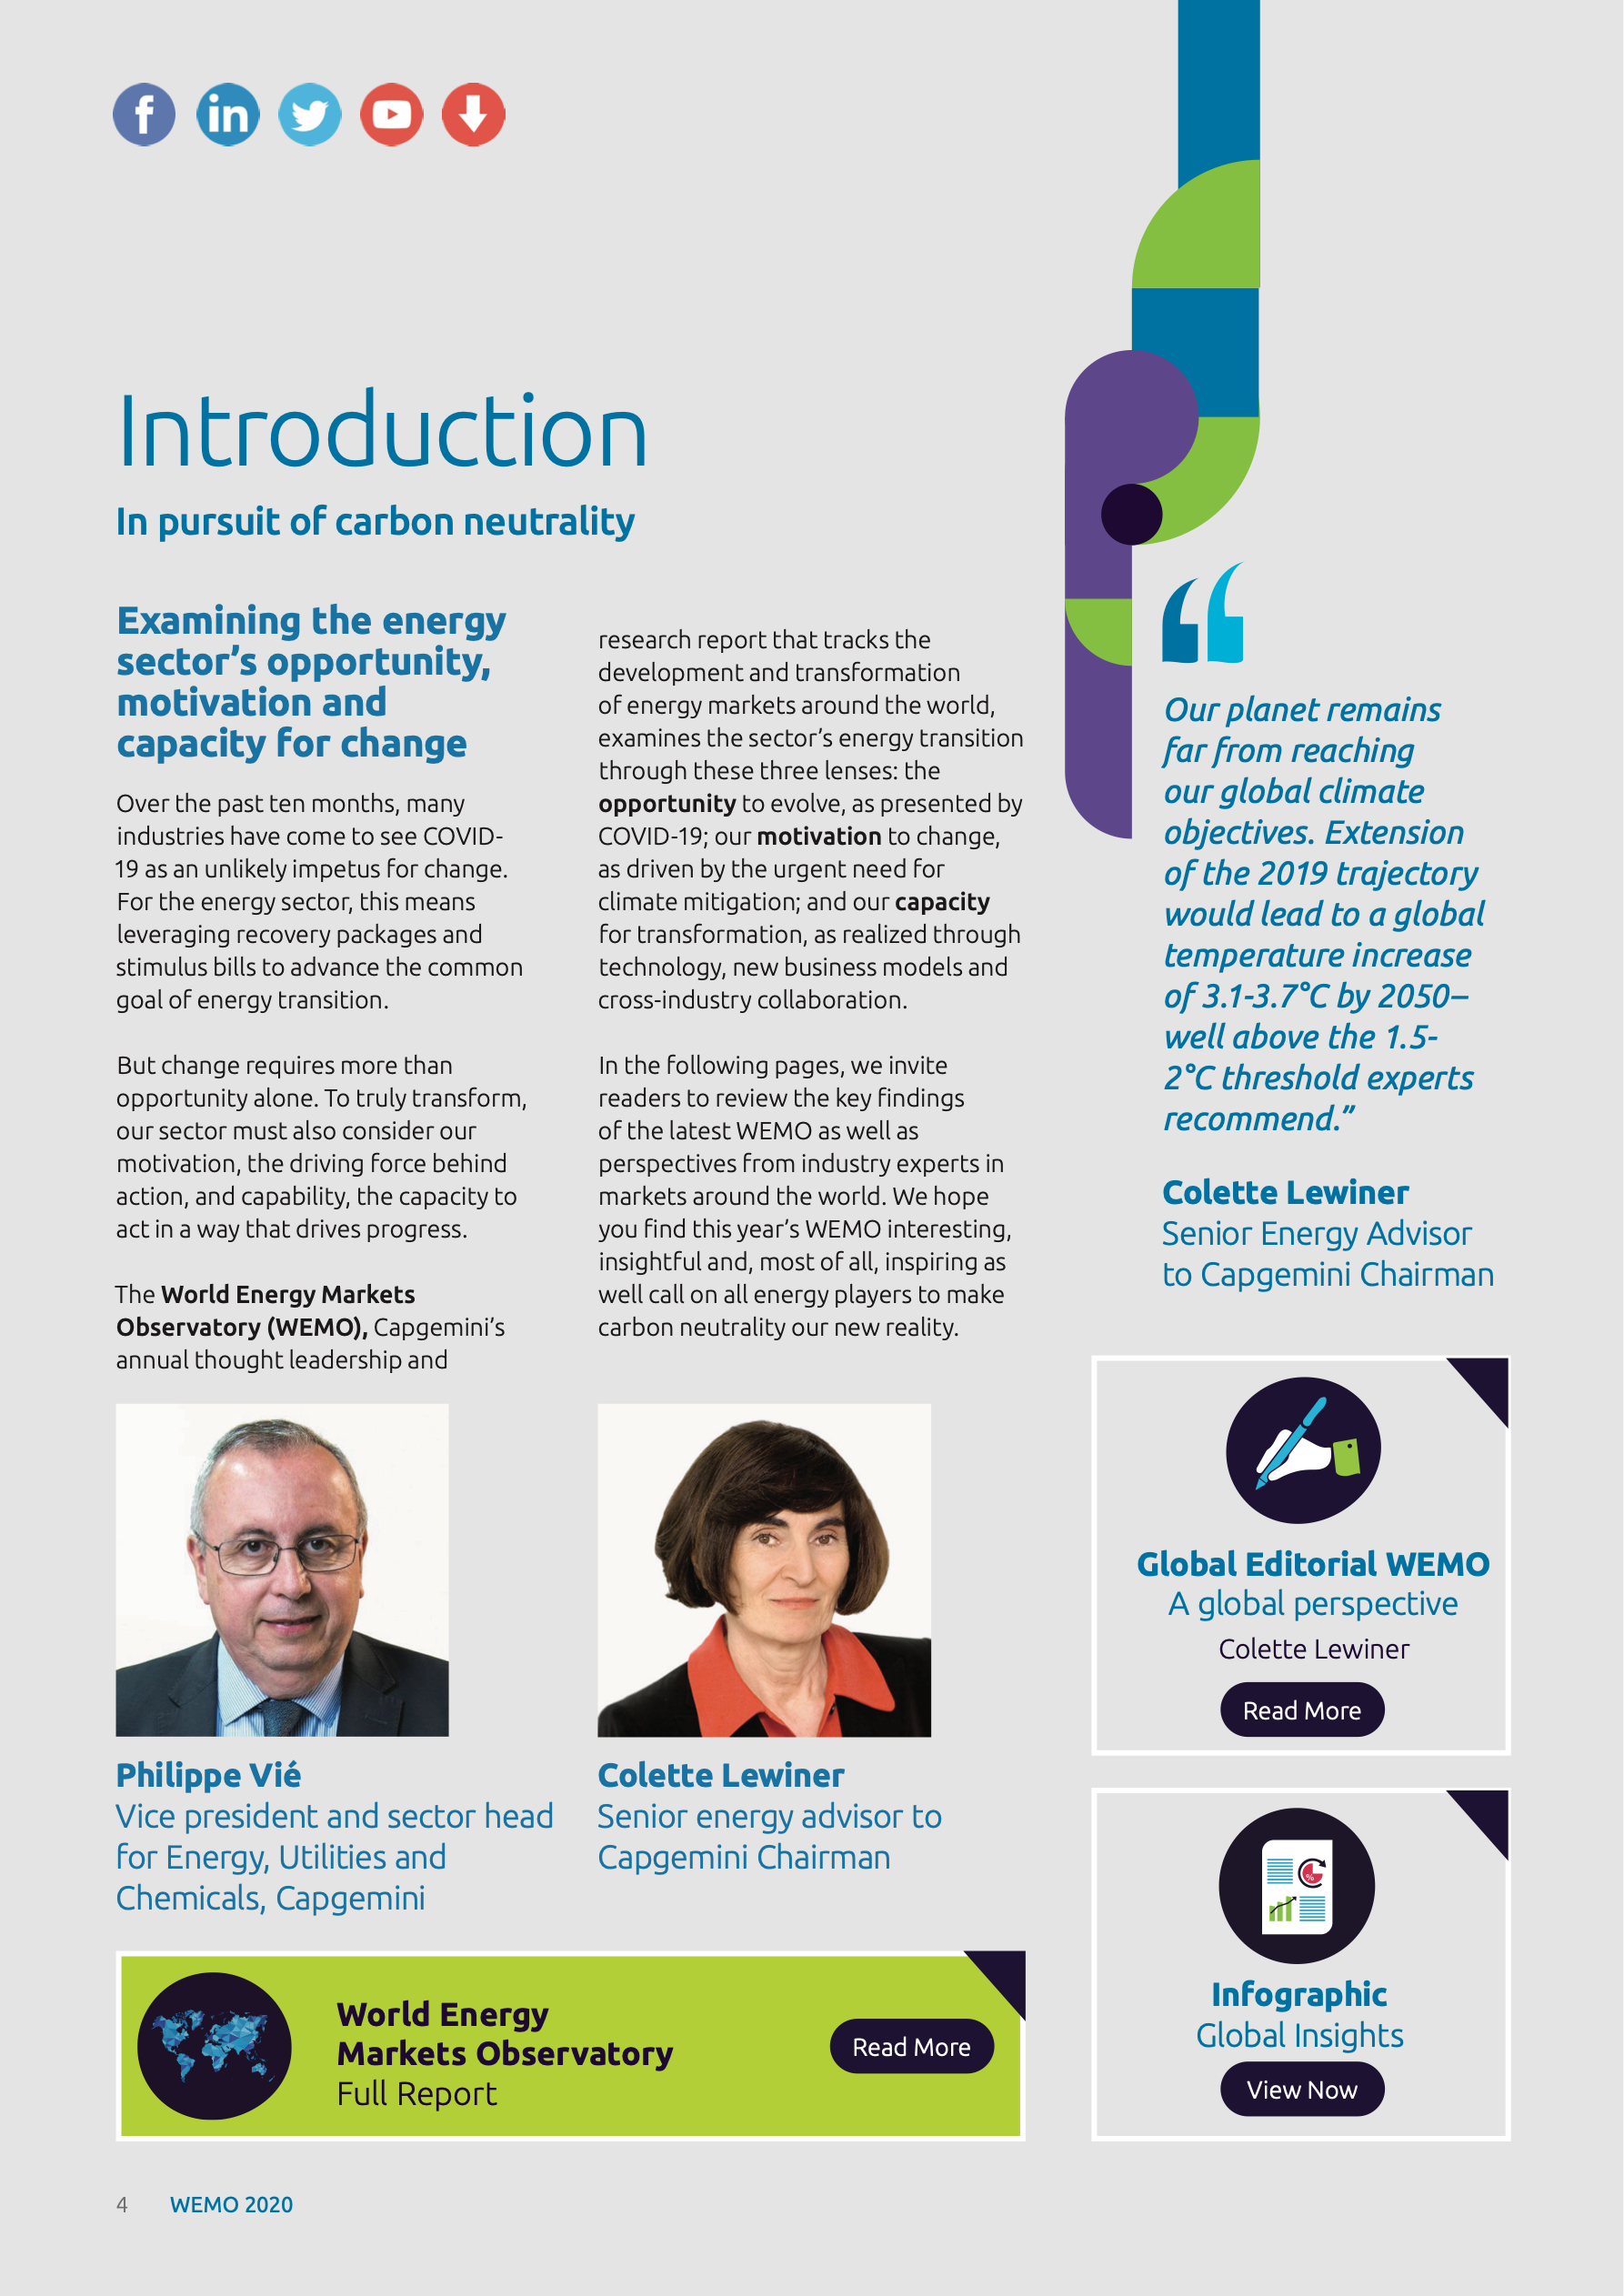 Introduction
In pursuit of carbon neutrality
Examining the energy
sector’s opportunity,
motivation and
capacity for change
Over the past ten months, many
industries have come to see COVID-
19 as an unlikely impetus for change.
For the energy sector, this means
leveraging recovery packages and
stimulus bills to advance the common
goal of energy transition.
But change requires more than
opportunity alone. To truly transform,
our sector must also consider our
motivation, the driving force behind
action, and capability, the capacity to
act in a way that drives progress.
The World Energy Markets
Observatory (WEMO), Capgemini’s
annual thought leadership and
research report that tracks the
development and transformation
of energy markets around the world,
examines the sector’s energy transition
through these three lenses: the
opportunity to evolve, as presented by
COVID-19; our motivation to change,
as driven by the urgent need for
climate mitigation; and our capacity
for transformation, as realized through
technology, new business models and
cross-industry collaboration.
In the following pages, we invite
readers to review the key findings
of the latest WEMO as well as
perspectives from industry experts in
markets around the world. We hope
you find this year’s WEMO interesting,
insightful and, most of all, inspiring as
well call on all energy players to make
carbon neutrality our new reality.
“
Our planet remains
far from reaching
our global climate
objectives. Extension
of the 2019 trajectory
would lead to a global
temperature increase
of 3.1-3.7°C by 2050–
well above the 1.5-
2°C threshold experts
recommend.”
Colette Lewiner
Senior Energy Advisor
to Capgemini Chairman
Philippe Vié
Vice president and sector head
for Energy, Utilities and
Chemicals, Capgemini
Colette Lewiner
Senior energy advisor to
Capgemini Chairman
Global Editorial WEMO
A global perspective
Colette Lewiner
Read More
Infographic
Global Insights
View Now
World Energy
Markets Observatory
Full Report
Read More
4 WEMO 2020